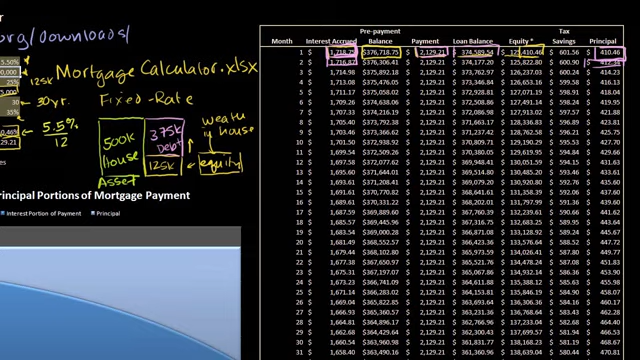 r
org/downloads/
5.50%
,000
25%
5,000
30
35%
0.46%
29.21
125k
Mortgage Calculator.xlsx
30 yr.
Fixed-Rate
5.5%
12
500k
House
Asset
375k
Debt
125k
wealth
in house
equity
Principal Portions of Mortgage Payment
Interest Portion of Payment Principal
Pre-payment Tax
Month Interest Accrued Balance Payment Loan Balance Equity * Savings Principal
1 $ 1,718.75 $ 376,718.75 $ 2,129.21 $ 374,589.54 $ 125,410.46 $ 601.56 $ 410.46
2 $ 1,716.87 $ 376,306.41 $ 2,129.21 $ 374,177.20 $ 125,822.80 $ 600.90 $ 412.34
3 $ 1,714.98 $ 375,892.18 $ 2,129.21 $ 373,762.97 $ 126,237.03 $ 600.24 $ 414.23
4 $ 1,713.08 $ 375,476.05 $ 2,129.21 $ 373,346.84 $ 126,653.16 $ 599.58 $ 416.13
5 $ 1,711.17 $ 375,058.02 $ 2,129.21 $ 372,928.81 $ 127,071.19 $ 598.91 $ 418.04
6 $ 1,709.26 $ 374,638.06 $ 2,129.21 $ 372,508.86 $ 127,491.14 $ 598.24 $ 419.95
7 $ 1,707.33 $ 374,216.19 $ 2,129.21 $ 372,086.98 $ 127,913.02 $ 597.57 $ 421.88
8 $ 1,705.40 $ 373,792.38 $ 2,129.21 $ 371,663.17 $ 128,336.83 $ 596.89 $ 423.81
9 $ 1,703.46 $ 373,366.63 $ 2,129.21 $ 371,237.42 $ 128,762.58 $ 596.21 $ 425.75
10 $ 1,701.50 $ 372,938.93 $ 2,129.21 $ 370,809.72 $ 129,190.28 $ 595.53 $ 427.70
11 $ 1,699.54 $ 372,509.26 $ 2,129.21 $ 370,380.05 $ 129,619.95 $ 594.84 $ 429.66
12 $ 1,697.58 $ 372,077.62 $ 2,129.21 $ 369,948.41 $ 130,051.59 $ 594.15 $ 431.63
13 $ 1,695.60 $ 371,644.01 $ 2,129.21 $ 369,514.80 $ 130,485.20 $ 593.46 $ 433.61
14 $ 1,693.61 $ 371,208.41 $ 2,129.21 $ 369,079.20 $ 130,920.80 $ 592.76 $ 435.60
15 $ 1,691.61 $ 370,770.82 $ 2,129.21 $ 368,641.61 $ 131,358.39 $ 592.06 $ 437.60
16 $ 1,689.61 $ 370,331.22 $ 2,129.21 $ 368,202.01 $ 131,797.99 $ 591.36 $ 439.60
17 $ 1,687.59 $ 369,889.60 $ 2,129.21 $ 367,760.39 $ 132,239.61 $ 590.66 $ 441.62
18 $ 1,685.57 $ 369,445.96 $ 2,129.21 $ 367,316.75 $ 132,683.25 $ 589.95 $ 443.64
19 $ 1,683.54 $ 369,000.28 $ 2,129.21 $ 366,871.07 $ 133,128.93 $ 589.24 $ 445.67
20 $ 1,681.49 $ 368,552.57 $ 2,129.21 $ 366,423.36 $ 133,576.64 $ 588.52 $ 447.72
21 $ 1,679.44 $ 368,102.80 $ 2,129.21 $ 365,973.59 $ 134,026.41 $ 587.80 $ 449.77
22 $ 1,677.38 $ 367,650.97 $ 2,129.21 $ 365,521.76 $ 134,478.24 $ 587.08 $ 451.83
23 $ 1,675.31 $ 367,197.07 $ 2,129.21 $ 365,067.86 $ 134,932.14 $ 586.36 $ 453.90
24 $ 1,673.23 $ 366,741.09 $ 2,129.21 $ 364,611.88 $ 135,388.12 $ 585.63 $ 455.98
25 $ 1,671.14 $ 366,283.02 $ 2,129.21 $ 364,153.81 $ 135,846.19 $ 584.90 $ 458.07
26 $ 1,669.04 $ 365,822.85 $ 2,129.21 $ 363,693.64 $ 136,306.36 $ 584.16 $ 460.17
27 $ 1,666.93 $ 365,360.57 $ 2,129.21 $ 363,231.36 $ 136,768.64 $ 583.43 $ 462.28
28 $ 1,664.81 $ 364,896.17 $ 2,129.21 $ 362,766.96 $ 137,233.04 $ 582.68 $ 464.40
29 $ 1,662.68 $ 364,429.64 $ 2,129.21 $ 362,300.43 $ 137,699.57 $ 581.94 $ 466.53
30 $ 1,660.54 $ 363,960.98 $ 2,129.21 $ 361,831.77 $ 138,168.23 $ 581.19 $ 468.67
31 $ 1,658.40 $ 363,490.17 $ 2,129.21 $ 361,360.96 $ 138,639.04 $ 580.44 $ 470.81